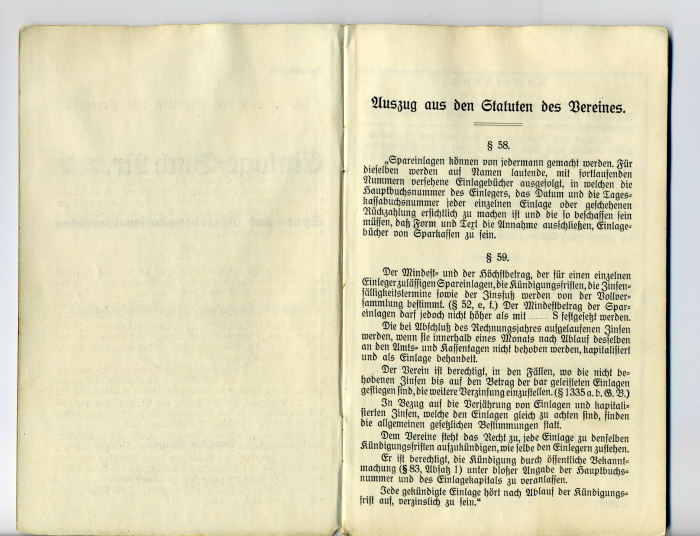 Auszug aus den Statuten des Vereines.
§ 58.
„Spareinlagen können von jedermann gemacht werden. Für
dieselben werden auf Namen lautende, mit fortlaufenden
Nummern versehene Einlagebücher ausgefolgt, in welchen die
Hauptbuchsnummer des Einlegers, das Datum und die Tages-
kassabuchsnummer jeder einzelnen Einlage oder geschehenen
Rückzahlung ersichtlich zu machen ist und die so beschaffen sein
müssen, daß Form und Text die Annahme ausschließen, Einlage-
bücher von Sparkassen zu sein.
§ 59.
Der Mindest- und der Höchstbetrag, der für einen einzelnen
Einleger zulässigen Spareinlagen, die Kündigungsfristen, die Zinsen-
fälligkeitstermine sowie der Zinsfuß werden von der Vollver-
sammlung bestimmt. (§ 52, e, f.) Der Mindestbetrag der Spar-
einlagen darf jedoch nicht höher als mit ........ S festgesetzt werden.
Die bei Abschluß des Rechnungsjahres aufgelaufenen Zinsen
werden, wenn sie innerhalb eines Monats nach Ablauf desselben
an den Amts- und Kassentagen nicht behoben werden, kapitalisiert
und als Einlage behandelt.
Der Verein ist berechtigt, in den Fällen, wo die nicht be-
hobenen Zinsen bis auf den Betrag der bar geleisteten Einlagen
gestiegen sind, die weitere Verzinsung einzustellen. (§ 1335 a. b. G. B.)
In Bezug auf die Verjährung von Einlagen und kapitali-
sierten Zinsen, welche den Einlagen gleich zu achten sind, finden
die allgemeinen gesetzlichen Bestimmungen statt.
Dem Vereine steht das Recht zu, jede Einlage zu denselben
Kündigungsfristen aufzukündigen, wie selbe den Einlegern zustehen.
Er ist berechtigt, die Kündigung durch öffentliche Bekannt-
machung (§ 83, Absatz 1) unter bloßer Angabe der Hauptbuchs-
nummer und des Einlagekapitals zu veranlassen.
Jede gekündigte Einlage hört nach Ablauf der Kündigungs-
frist auf, verzinslich zu sein.“